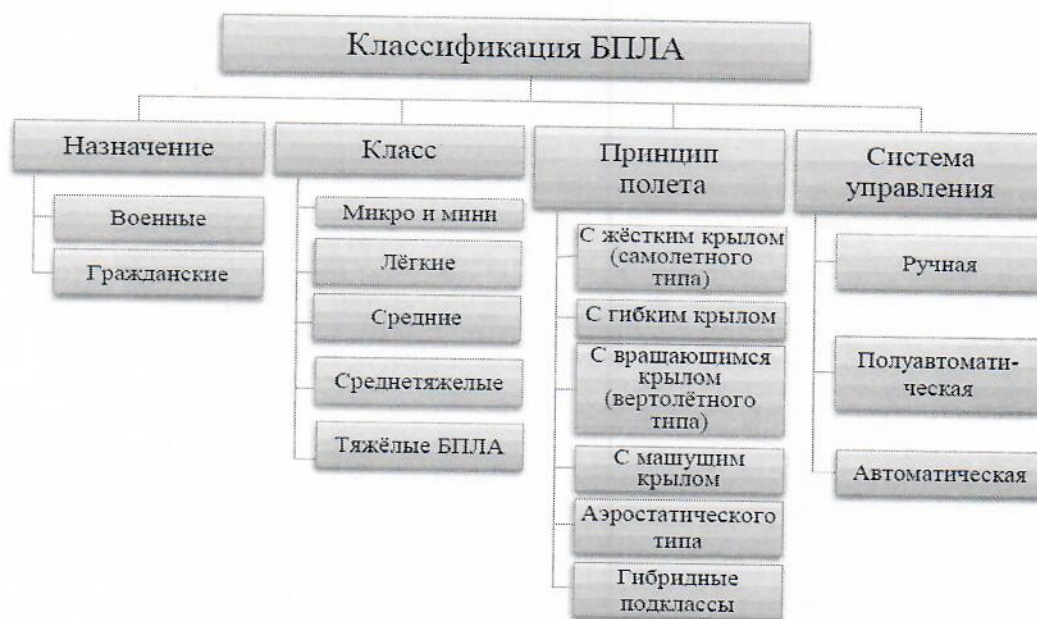 Классификация БПЛА
Назначение
Военные
Гражданские
Класс
Микро и мини
Лёгкие
Средние
Среднетяжелые
Тяжёлые БПЛА
Принцип
полета
С жёстким крылом
(самолетного
типа)
С гибким крылом
С вращающимся
крылом
(вертолётного
типа)
С машущим
крылом
Аэростатического
типа
Гибридные
подклассы
Система
управления
Ручная
Полуавтомати-
ческая
Автоматическая